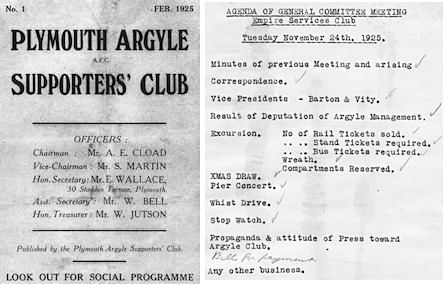 No. 1 FEB. 1925
PLYMOUTH ARGYLE
A.F.C.
SUPPORTERS' CLUB
OFFICERS :
Chairman : Mr. A. E. CLOAD
Vice-Chairman : Mr. S. MARTIN
Hon. Secretary: Mr. E. WALLACE,
30 Staddon Terrace, Plymouth.
Asst. Secretary: Mr. W. BELL
Hon. Treasurer : Mr. W. JUTSON
Published by the Plymouth Argyle Supporters' Club.
LOOK OUT FOR SOCIAL PROGRAMME
AGENDA OF GENERAL COMMITTEE MEETING
Empire Services Club
Tuesday November 24th. 1925.
Minutes of previous Meeting and arising
Correspondence.
Vice Presidents - Barton & Vity.
Result of Deputation of Argyle Management.
Excursion. No of Rail Tickets sold.
.. .. Stand Tickets required.
.. .. Bus Tickets required.
Wreath.
Compartments Reserved.
XMAS DRAW.
Pier Concert.
Whist Drive.
Stop Watch.
Propaganda & attitude of Press toward
Argyle Club.
Bills for payment
Any other business.